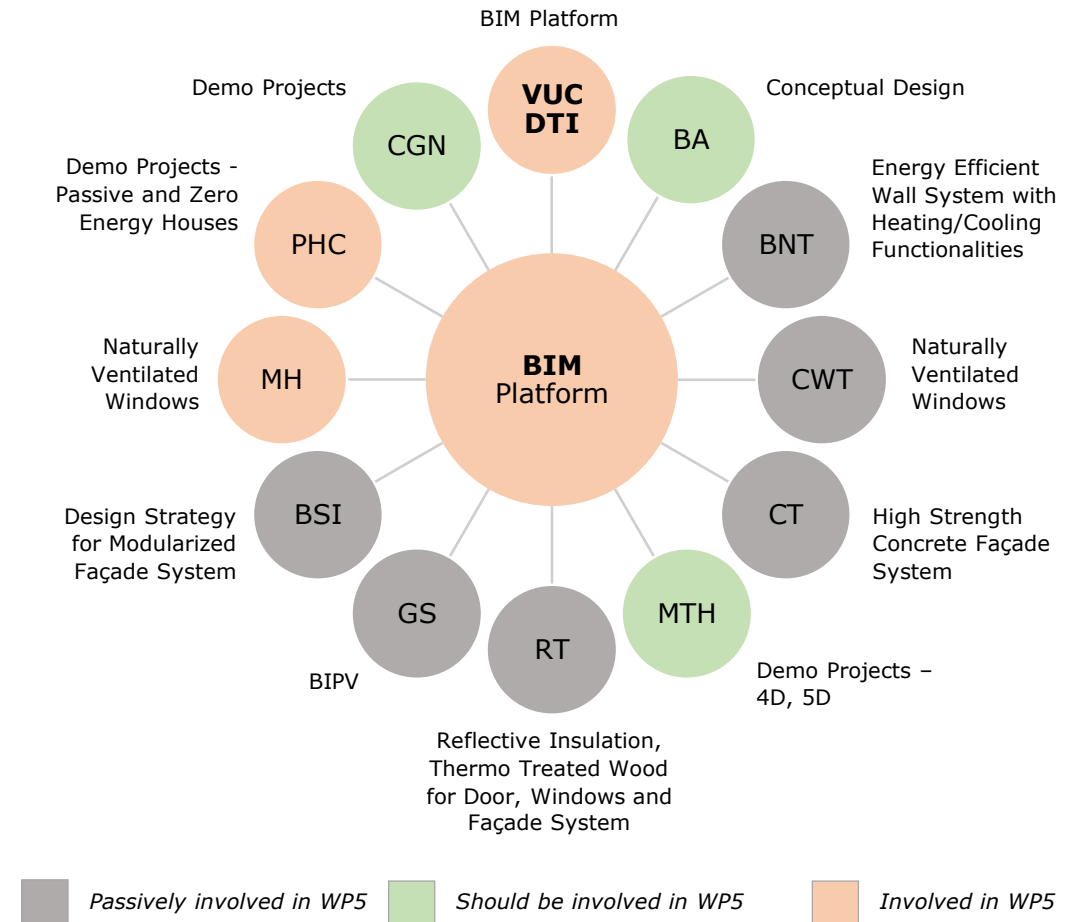 BIM Platform
VUC
DTI
Demo Projects
CGN
BA
Conceptual Design
Demo Projects -
Passive and Zero
Energy Houses
PHC
BNT
Energy Efficient
Wall System with
Heating/Cooling
Functionalities
Naturally
Ventilated
Windows
MH
BIM
Platform
CWT
Naturally
Ventilated
Windows
Design Strategy
for Modularized
Façade System
BSI
CT
High Strength
Concrete Façade
System
GS
BIPV
RT
MTH
Demo Projects –
4D, 5D
Reflective Insulation,
Thermo Treated Wood
for Door, Windows and
Façade System
Passively involved in WP5
Should be involved in WP5
Involved in WP5